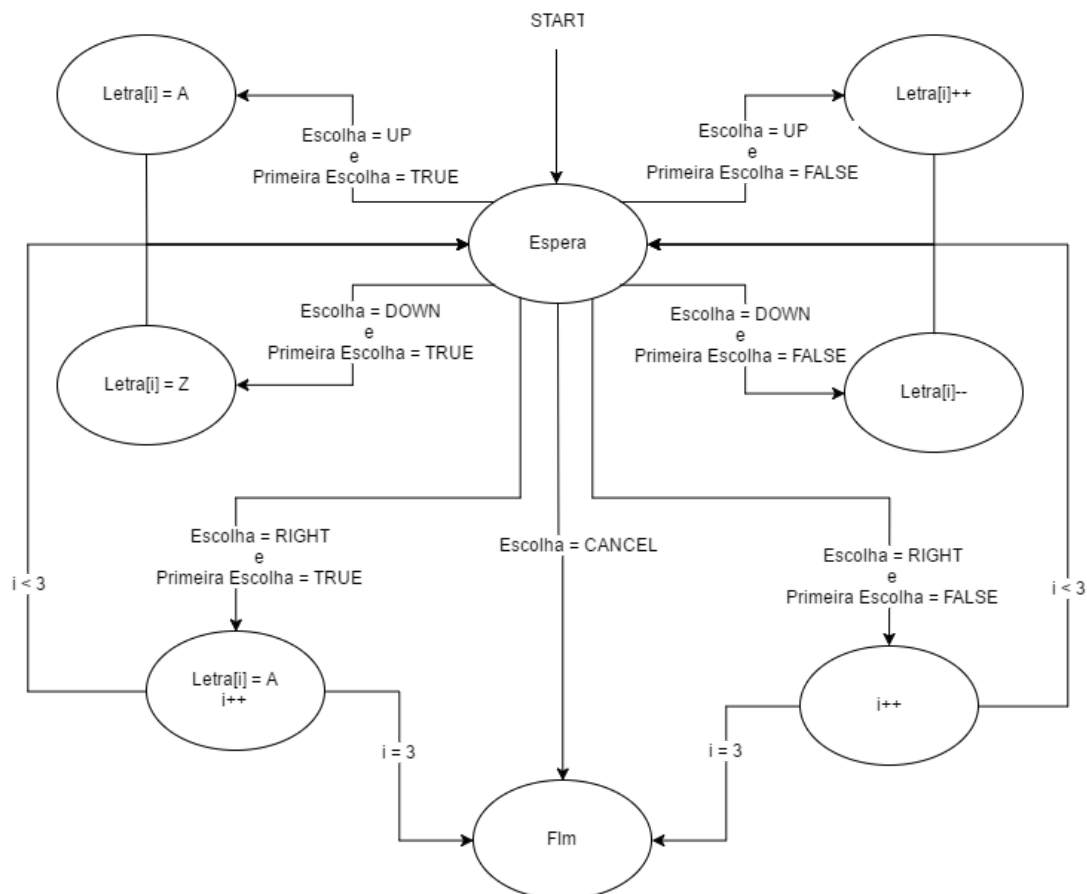 START
Letra[i] = A
Letra[i]++
Escolha = UP
e
Primeira Escolha = TRUE
Escolha = UP
e
Primeira Escolha = FALSE
Espera
Escolha = DOWN
e
Primeira Escolha = TRUE
Escolha = DOWN
e
Primeira Escolha = FALSE
Letra[i] = Z
Letra[i]--
Escolha = RIGHT
e
Primeira Escolha = TRUE
Escolha = CANCEL
Escolha = RIGHT
e
Primeira Escolha = FALSE
i < 3
i < 3
Letra[i] = A
i++
i++
i = 3
i = 3
FIm